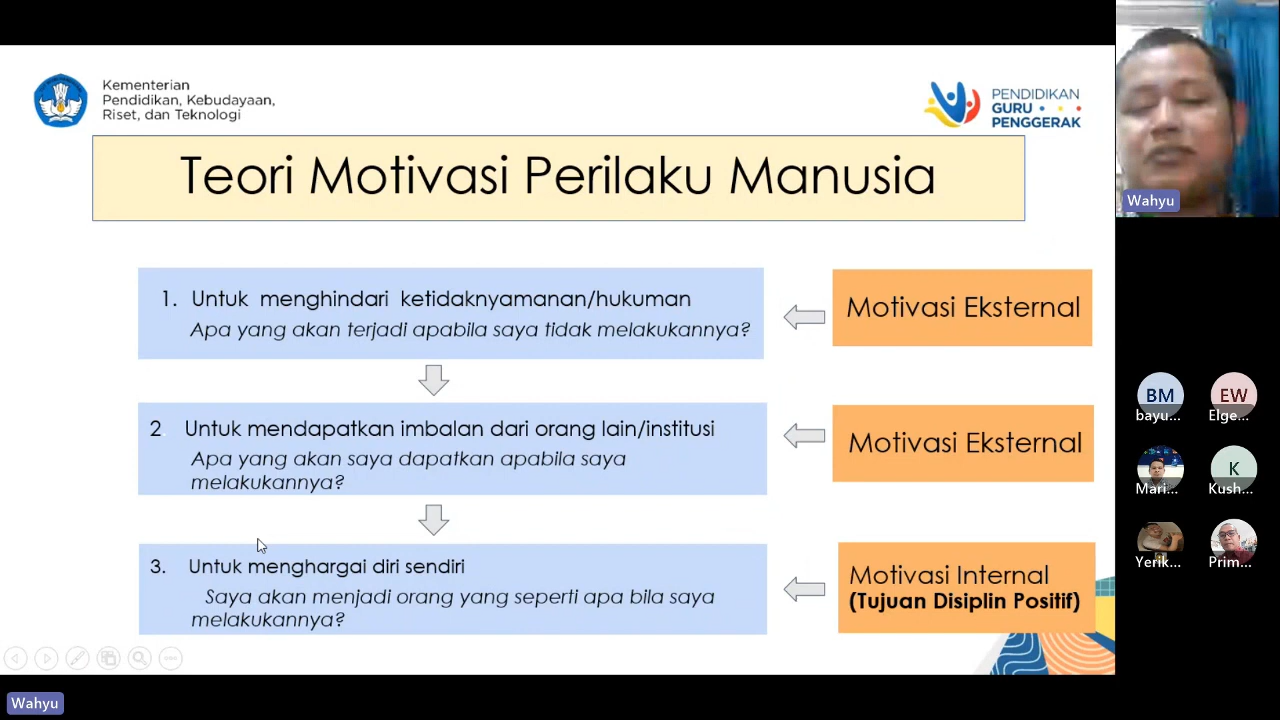 Kementerian
Pendidikan, Kebudayaan,
Riset, dan Teknologi
PENDIDIKAN
GURU
PENGGERAK
Teori Motivasi Perilaku Manusia
1. Untuk menghindari ketidaknyamanan/hukuman
Apa yang akan terjadi apabila saya tidak melakukannya?
Motivasi Eksternal
2 Untuk mendapatkan imbalan dari orang lain/institusi
Apa yang akan saya dapatkan apabila saya
melakukannya?
Motivasi Eksternal
3. Untuk menghargai diri sendiri
Saya akan menjadi orang yang seperti apa bila saya
melakukannya?
Motivasi Internal
(Tujuan Disiplin Positif)
Wahyu
BM
EW
bayu...
Elge...
K
Mari...
Kush...
Yerik...
Prim...
Wahyu